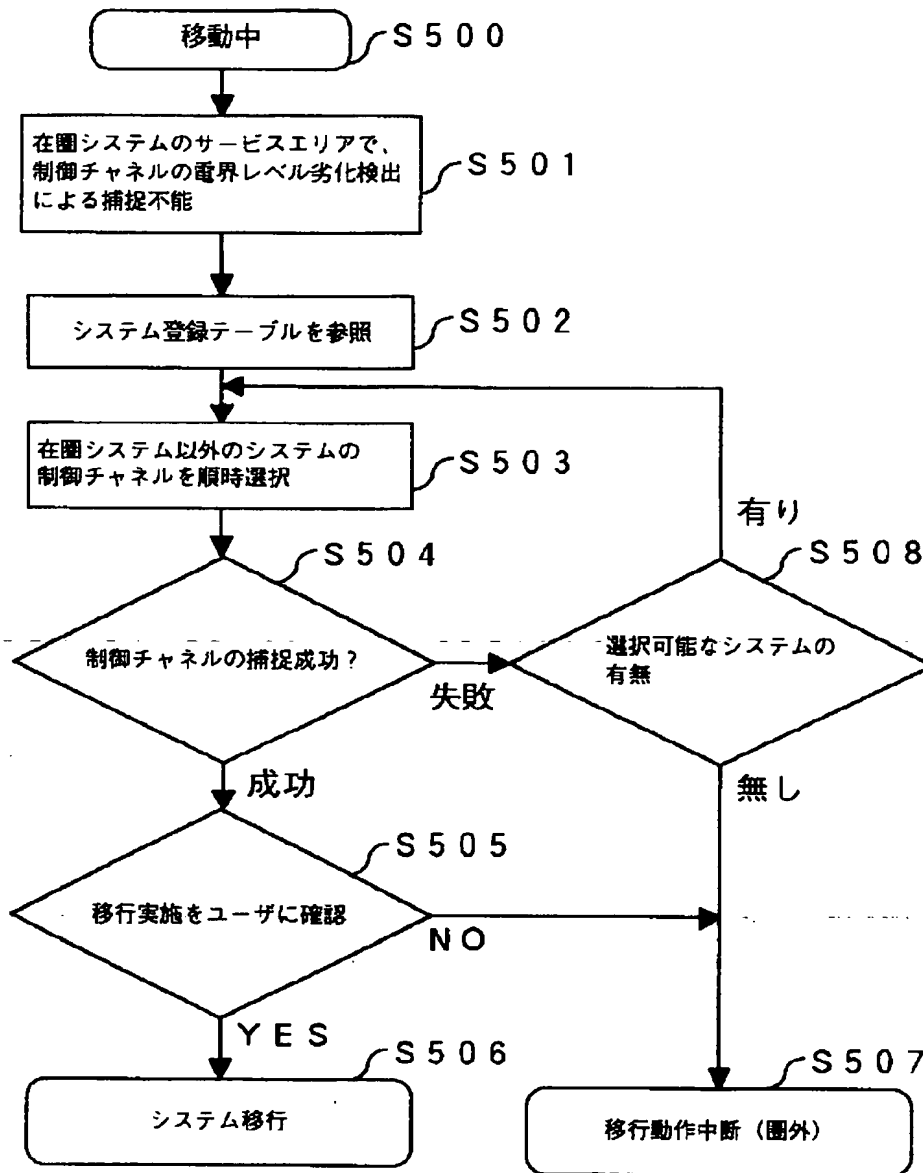 移動中
S500
在圏システムのサービスエリアで、
制御チャネルの電界レベル劣化検出
による捕捉不能
S501
システム登録テーブルを参照
S502
在圏システム以外のシステムの
制御チャネルを順時選択
S503
有り
S504
S508
制御チャネルの捕捉成功?
失敗
選択可能なシステムの
有無
成功
無し
S505
移行実施をユーザに確認
NO
YES
S506
システム移行
S507
移行動作中断(圏外)